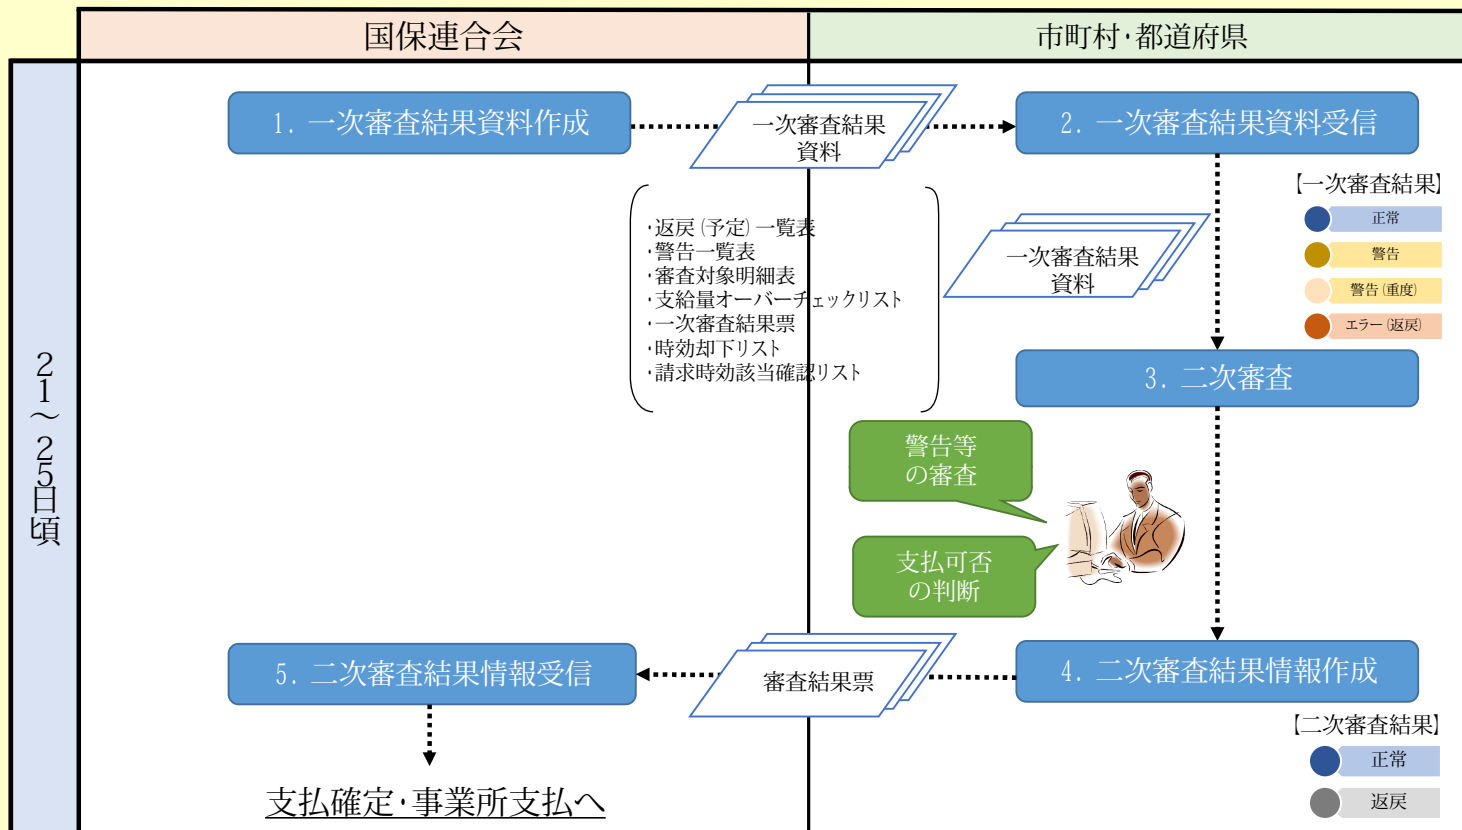 国保連合会
市町村・都道府県
21～25日頃
1. 一次審査結果資料作成
一次審査結果
資料
2. 一次審査結果資料受信
・返戻(予定)一覧表
・警告一覧表
・審査対象明細表
・支給量オーバーチェックリスト
・一次審査結果票
・時効却下リスト
・請求時効該当確認リスト
一次審査結果
資料
【一次審査結果】
正常
警告
警告(重度)
エラー(返戻)
3. 二次審査
警告等
の審査
支払可否
の判断
5. 二次審査結果情報受信
審査結果票
4. 二次審査結果情報作成
【二次審査結果】
正常
返戻
支払確定・事業所支払へ